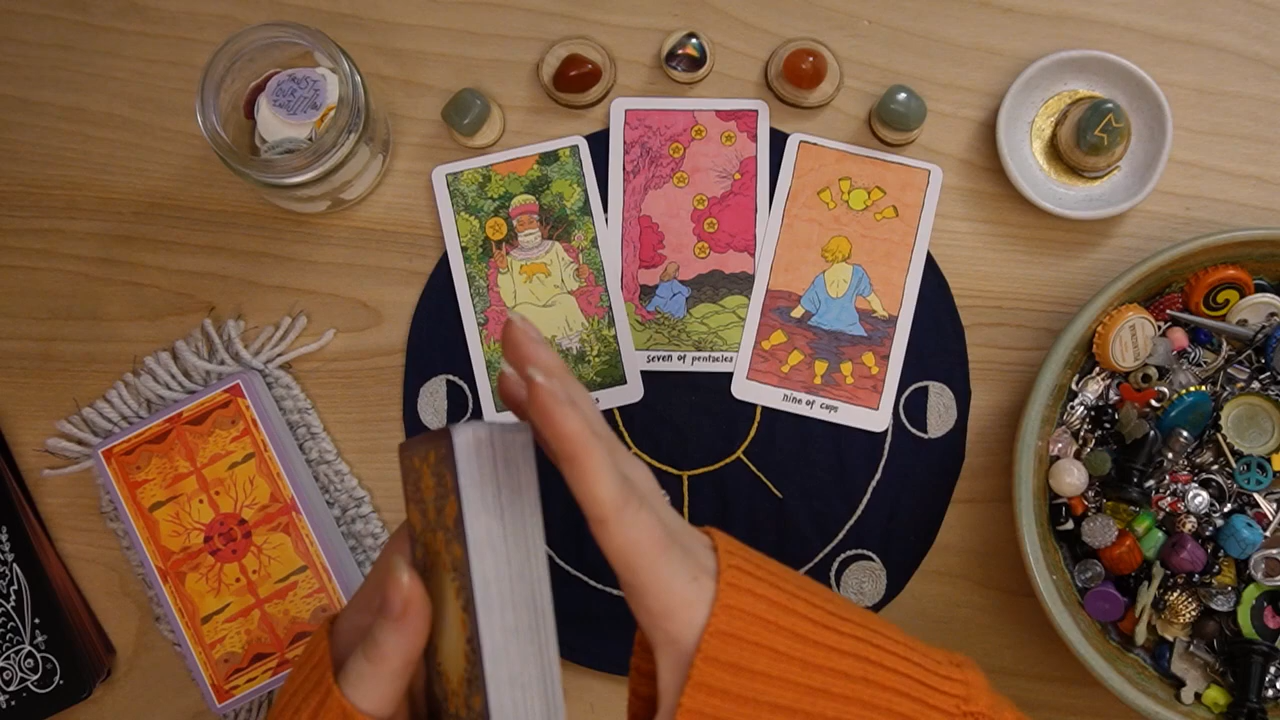 TRUST
YOUR
INTUITION
seven of pentacles
nine of cups